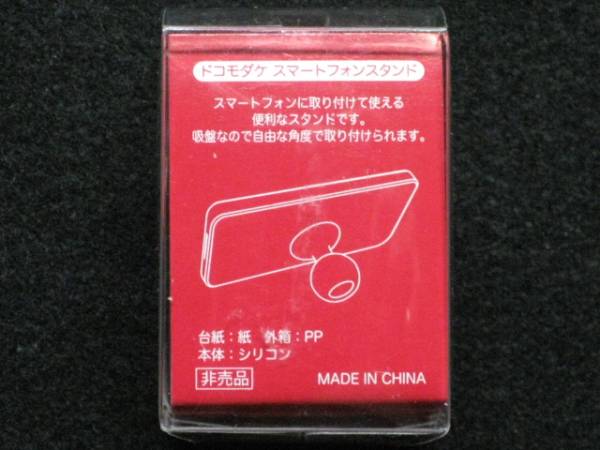 ドコモダケ スマートフォンスタンド
スマートフォンに取り付けて使える
便利なスタンドです。
吸盤なので自由な角度で取り付けられます。
台紙：紙 外箱：PP
本体：シリコン
非売品 MADE IN CHINA